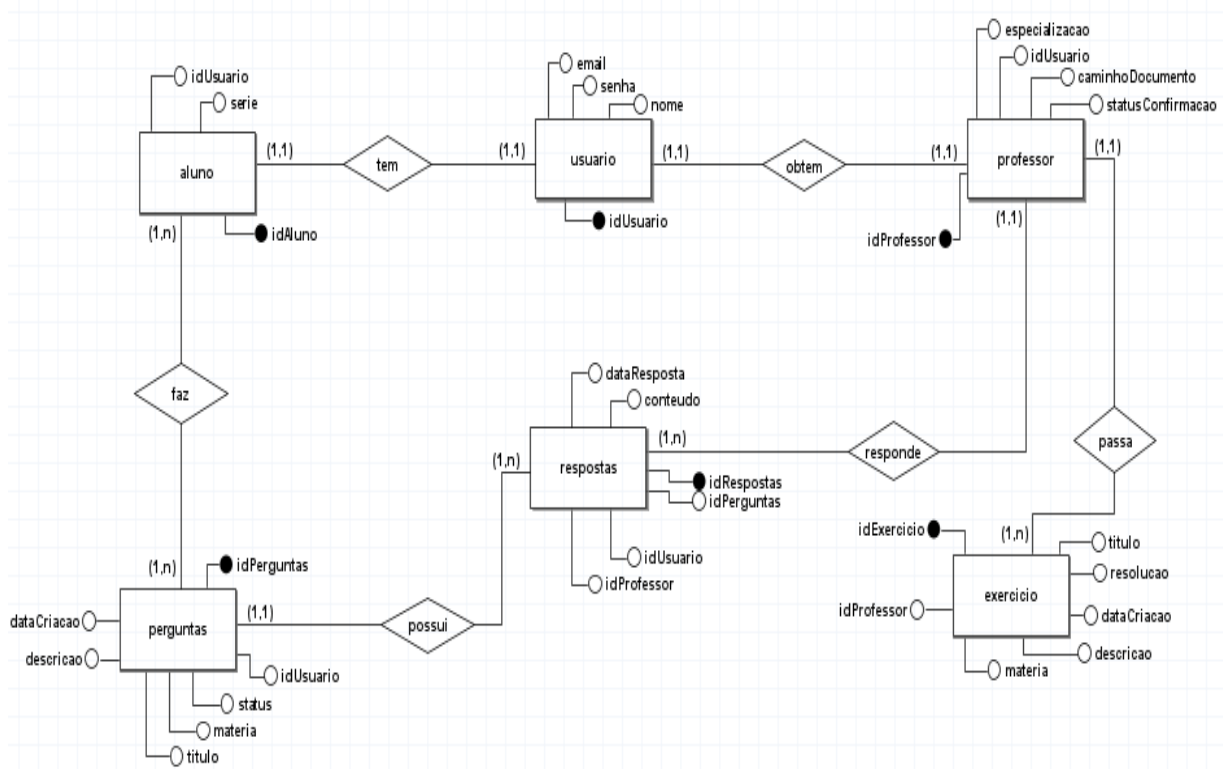 especializacao
idUsuario
caminhoDocumento
statusConfirmacao
email
senha
nome
idUsuario
serie
aluno
(1,1)
tem
(1,1)
usuario
(1,1)
obtem
(1,1)
professor
(1,1)
idUsuario
idAluno
(1,n)
idProfessor
(1,1)
faz
dataResposta
conteudo
(1,n)
respostas
(1,n)
responde
passa
idRespostas
idPerguntas
idUsuario
idProfessor
(1,n)
idPerguntas
dataCriação
descricao
perguntas
(1,1)
possui
idUsuario
status
materia
titulo
idExercicio
(1,n)
titulo
resolucao
exercicio
idProfessor
dataCriacao
descricao
materia